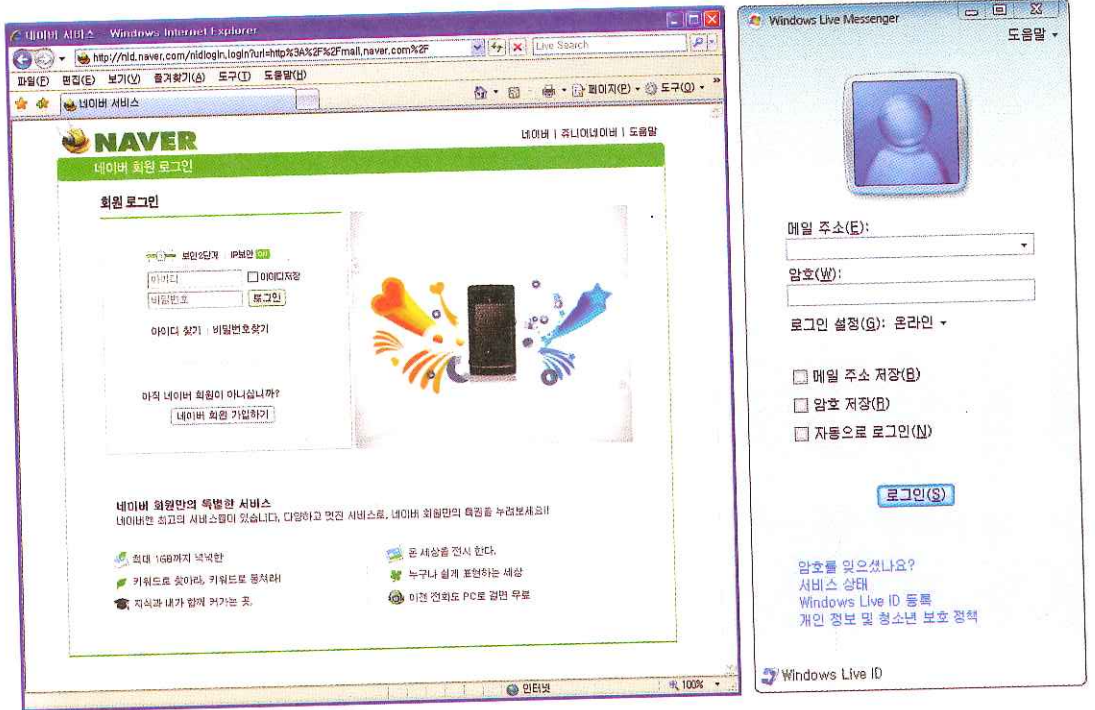 네이버 서비스 - Windows Internet Explorer
http://nid.naver.com/nidlogin.login?url=http%3A%2F%2Fmail.naver.com%2F
Live Search
파일(F) 편집(E) 보기(V) 즐겨찾기(A) 도구(T) 도움말(H)
네이버 서비스
페이지(P) 도구(O)
NAVER
네이버 | 쥬니어네이버 | 도움말
네이버 회원 로그인
회원 로그인
보안2단계 IP보안 ON
아이디
아이디저장
비밀번호
로그인
아이디 찾기 | 비밀번호찾기
아직 네이버 회원이 아니십니까?
네이버 회원 가입하기
네이버 회원만의 특별한 서비스
네이버엔 최고의 서비스들이 있습니다, 다양하고 멋진 서비스로, 네이버 회원만의 특권을 누려보세요!!
최대 1GB까지 넉넉한
온 세상을 전시 한다.
키워드로 찾아라, 키워드로 뭉쳐라!
누구나 쉽게 표현하는 세상
지식과 내가 함께 커가는 곳.
이젠 전화도 PC로 걸면 무료
인터넷
100%
Windows Live Messenger
도움말
메일 주소(E):
암호(W):
로그인 설정(G): 온라인
메일 주소 저장(B)
암호 저장(R)
자동으로 로그인(N)
로그인(S)
암호를 잊으셨나요?
서비스 상태
Windows Live ID 등록
개인 정보 및 청소년 보호 정책
Windows Live ID